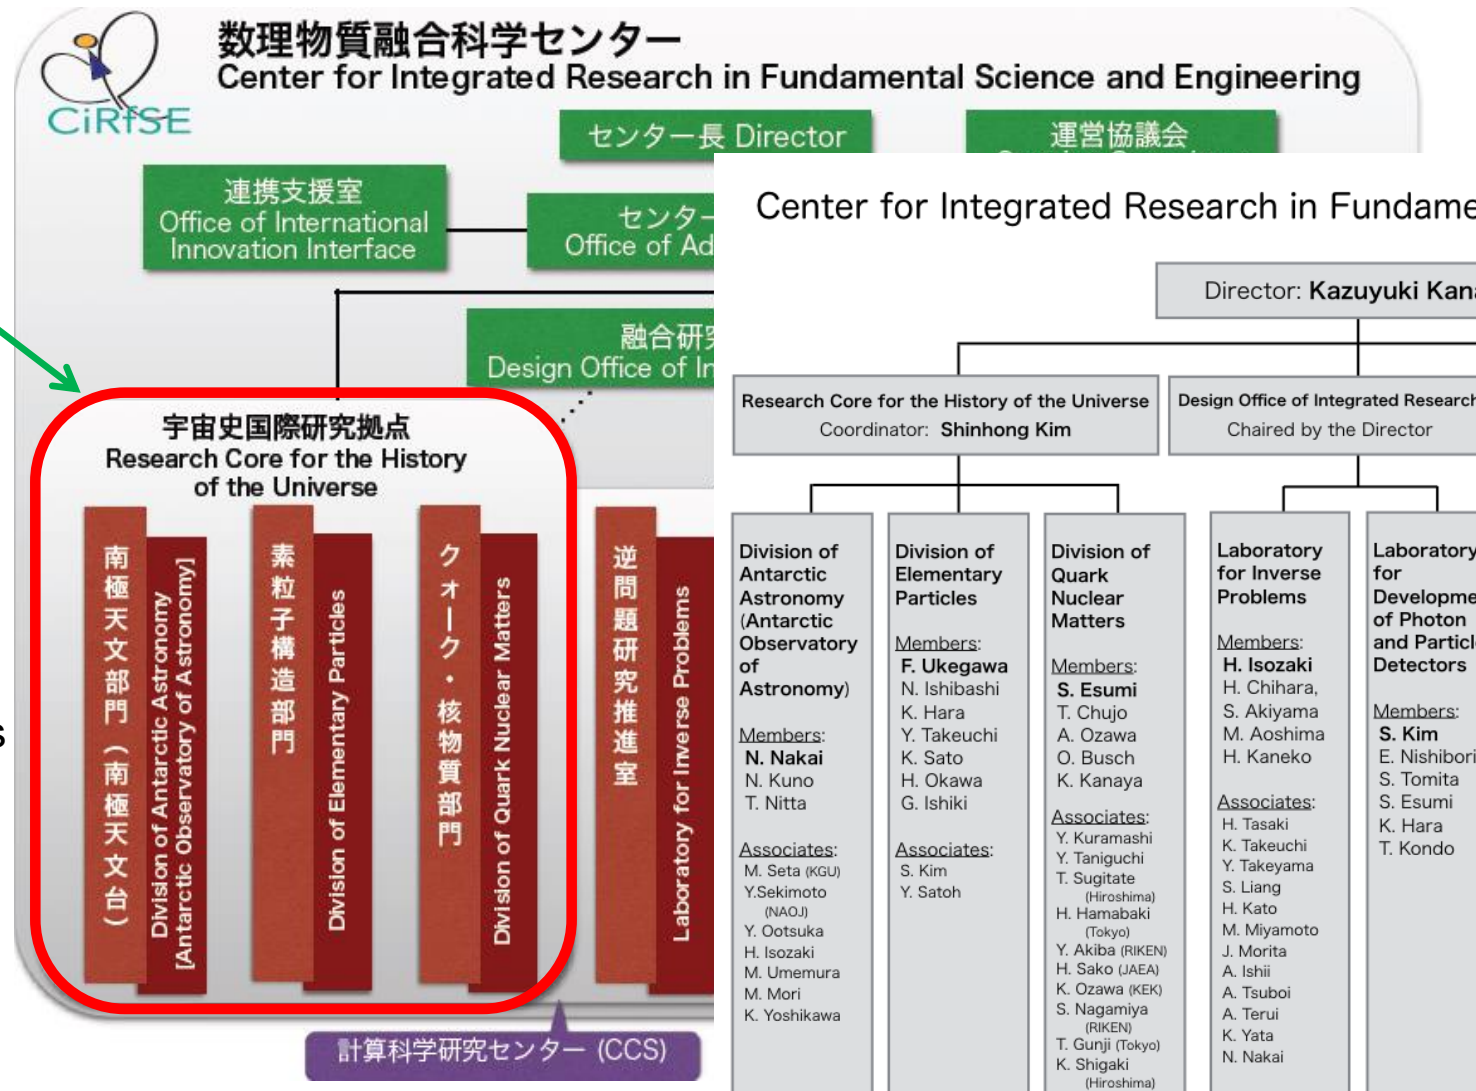 数理物質融合科学センター
Center for Integrated Research in Fundamental Science and Engineering
CiRfSE
センター長 Director
運営協議会
連携支援室
Office of International
Innovation Interface
センター
Office of Ad
融合研
Design Office of In
宇宙史国際研究拠点
Research Core for the History
of the Universe
南極天文部門（南極天文台）
Division of Antarctic Astronomy
[Antarctic Observatory of Astronomy]
素粒子構造部門
Division of Elementary Particles
クォーク・核物質部門
Division of Quark Nuclear Matters
逆問題研究推進室
Laboratory for Inverse Problems
計算科学研究センター (CCS)
s
Center for Integrated Research in Fundame
Director: Kazuyuki Kana
Research Core for the History of the Universe
Coordinator: Shinhong Kim
Design Office of Integrated Research
Chaired by the Director
Division of
Antarctic
Astronomy
(Antarctic
Observatory
of
Astronomy)
Members:
N. Nakai
N. Kuno
T. Nitta
Associates:
M. Seta (KGU)
Y.Sekimoto
(NAOJ)
Y. Ootsuka
H. Isozaki
M. Umemura
M. Mori
K. Yoshikawa
Division of
Elementary
Particles
Members:
F. Ukegawa
N. Ishibashi
K. Hara
Y. Takeuchi
K. Sato
H. Okawa
G. Ishiki
Associates:
S. Kim
Y. Satoh
Division of
Quark
Nuclear
Matters
Members:
S. Esumi
T. Chujo
A. Ozawa
O. Busch
K. Kanaya
Associates:
Y. Kuramashi
Y. Taniguchi
T. Sugitate
(Hiroshima)
H. Hamabaki
(Tokyo)
Y. Akiba (RIKEN)
H. Sako (JAEA)
K. Ozawa (KEK)
S. Nagamiya
(RIKEN)
T. Gunji (Tokyo)
K. Shigaki
(Hiroshima)
Laboratory
for Inverse
Problems
Members:
H. Isozaki
H. Chihara,
S. Akiyama
M. Aoshima
H. Kaneko
Associates:
H. Tasaki
K. Takeuchi
Y. Takeyama
S. Liang
H. Kato
M. Miyamoto
J. Morita
A. Ishii
A. Tsuboi
A. Terui
K. Yata
N. Nakai
Laboratory
for
Developme
of Photon
and Particle
Detectors
Members:
S. Kim
E. Nishibori
S. Tomita
S. Esumi
K. Hara
T. Kondo